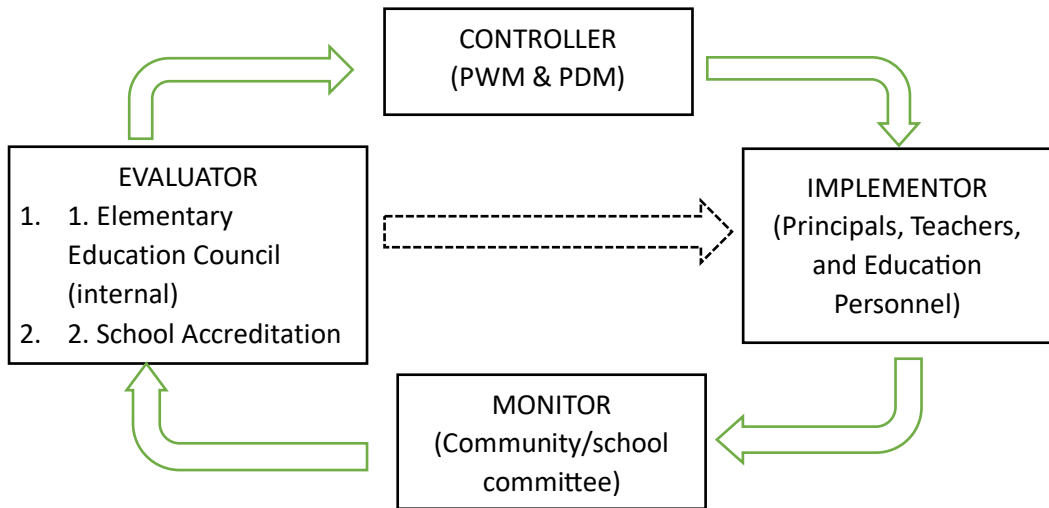 CONTROLLER
(PWM & PDM)
EVALUATOR
1. 1. Elementary
Education Council
(internal)
2. 2. School Accreditation
IMPLEMENTOR
(Principals, Teachers,
and Education
Personnel)
MONITOR
(Community/school
committee)